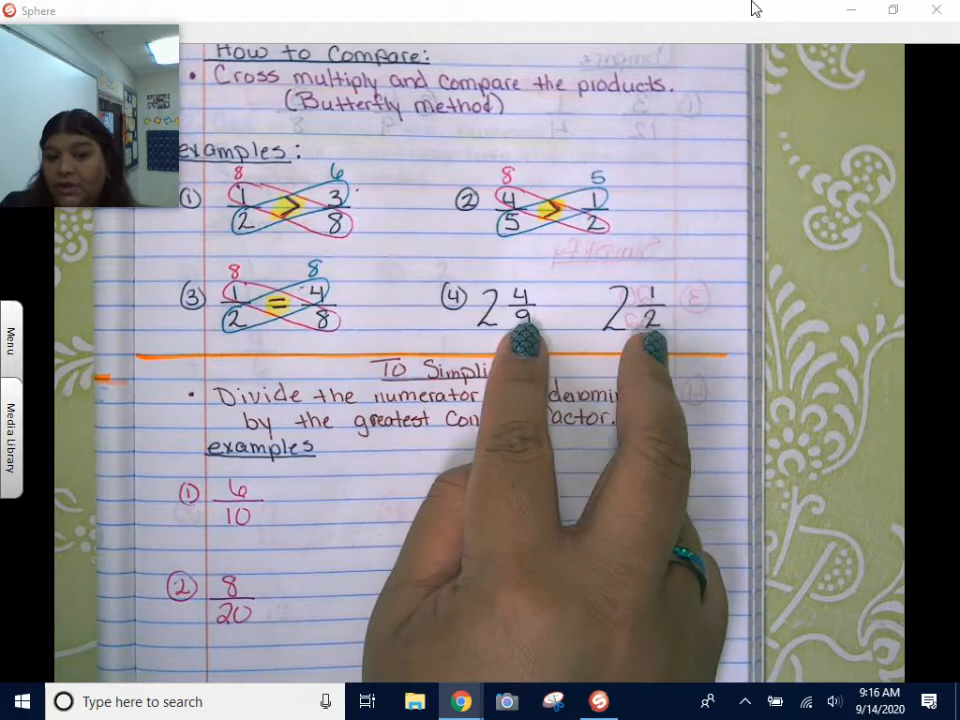 Sphere
How to Compare:
• Cross multiply and compare the products.
(Butterfly method)
examples:
8 6 8 5
① 1/2 > 3/8 ② 4/5 > 1/2
8 8
③ 1/2 = 4/8 ④ 2 4/9 2 1/2
To Simpli
• Divide the numerator denomin
by the greatest Com actor.
examples
① 6/10
② 8/20
Menu
Media Library
Type here to search
9:16 AM
9/14/2020